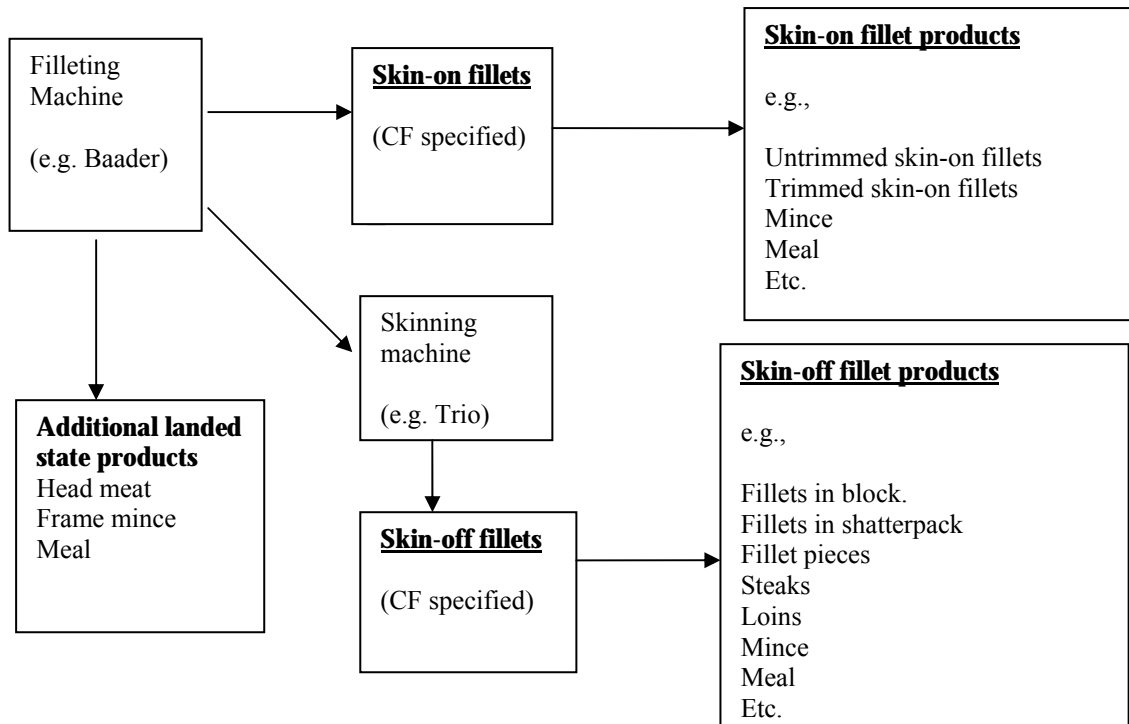 Filleting
Machine
(e.g. Baader)
Skin-on fillets
(CF specified)
Skin-on fillet products
e.g.,
Untrimmed skin-on fillets
Trimmed skin-on fillets
Mince
Meal
Etc.
Skinning
machine
(e.g. Trio)
Additional landed
state products
Head meat
Frame mince
Meal
Skin-off fillets
(CF specified)
Skin-off fillet products
e.g.,
Fillets in block.
Fillets in shatterpack
Fillet pieces
Steaks
Loins
Mince
Meal
Etc.